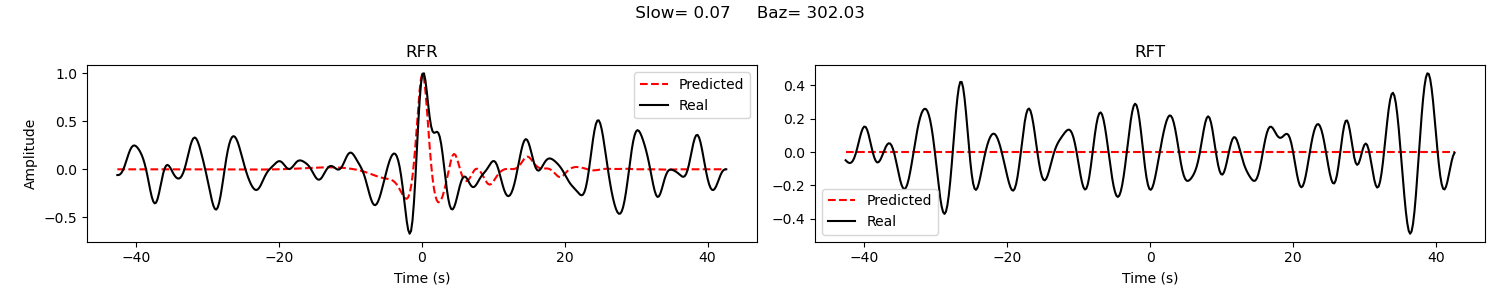 Slow= 0.07     Baz= 302.03
RFR
RFT
Amplitude
1.0
0.5
0.0
−0.5
Predicted
Real
−40
−20
0
20
40
Time (s)
0.4
0.2
0.0
−0.2
−0.4
Predicted
Real
−40
−20
0
20
40
Time (s)